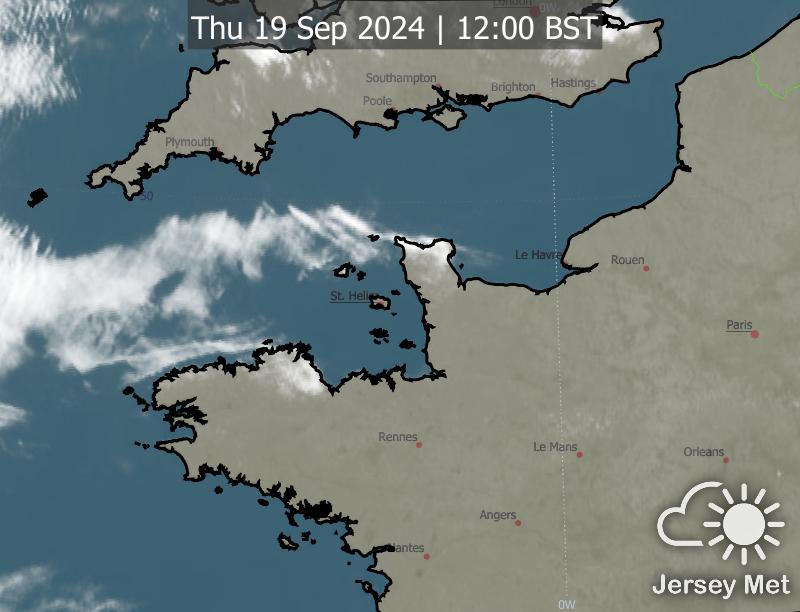 London
0W
Thu 19 Sep 2024 | 12:00 BST
Southampton
Brighton
Hastings
Poole
Plymouth
50
Le Havre
Rouen
St. Helier
Paris
Rennes
Le Mans
Orleans
Angers
Nantes
Jersey Met
0W